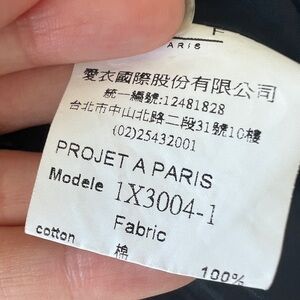 PARIS
愛衣國際股份有限公司
統一編號:12481828
台北市中山北路二段31號10樓
(02)25432001
PROJET A PARIS
Modele 1X3004-1
Fabric
cotton 棉 100%